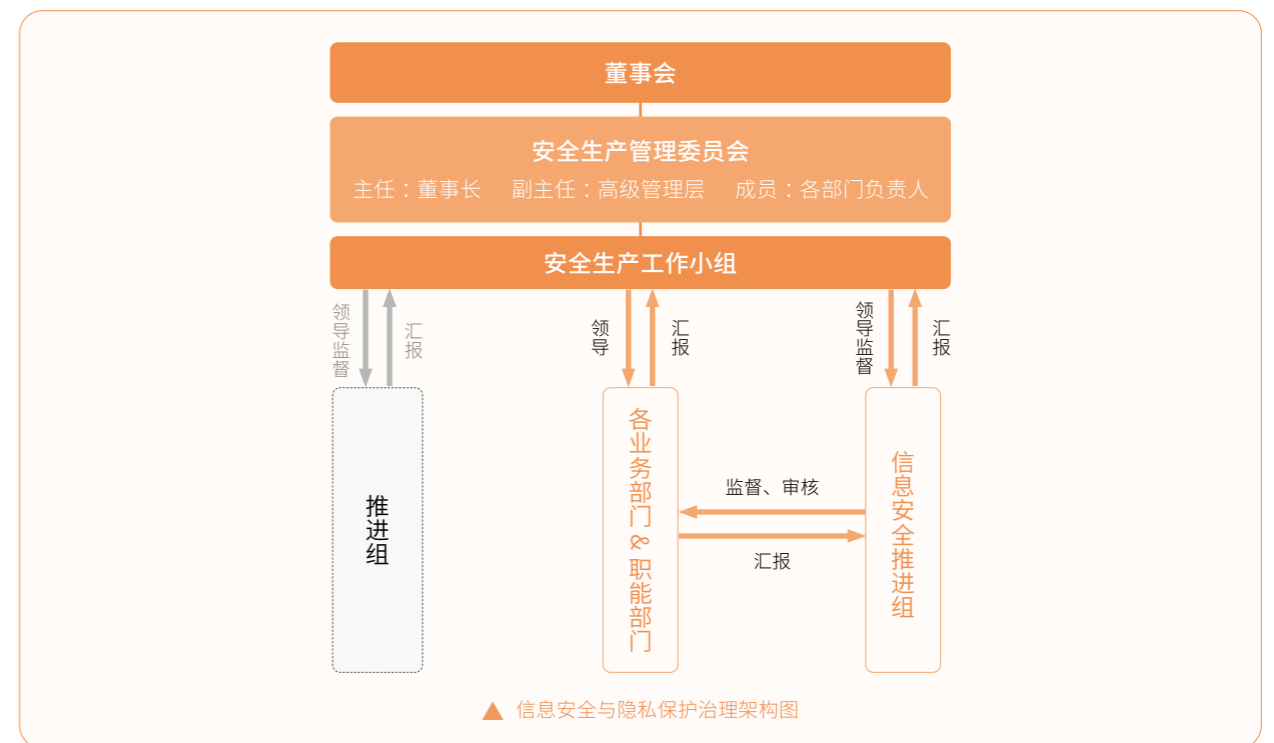 董事会
安全生产管理委员会
主任：董事长 副主任：高级管理层 成员：各部门负责人
安全生产工作小组
领导监督
汇报
领导
汇报
领导监督
汇报
推进组
各业务部门&职能部门
监督、审核
汇报
信息安全推进组
▲ 信息安全与隐私保护治理架构图